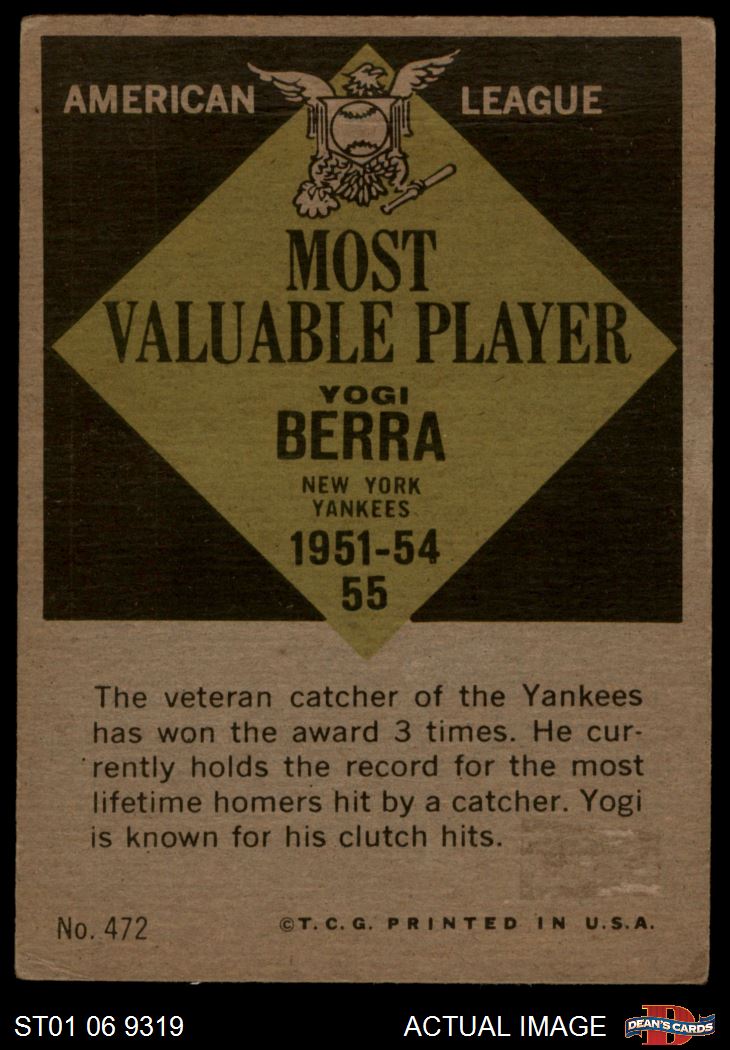 AMERICAN LEAGUE
MOST
VALUABLE PLAYER
YOGI
BERRA
NEW YORK
YANKEES
1951-54
55
The veteran catcher of the Yankees
has won the award 3 times. He cur-
rently holds the record for the most
lifetime homers hit by a catcher. Yogi
is known for his clutch hits.
No. 472 ©T. C. G. PRINTED IN U. S. A.
ST01 06 9319 ACTUAL IMAGE DEAN'S CARDS